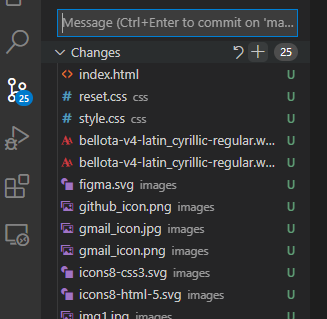 Message (Ctrl+Enter to commit on 'ma...
Changes 25
index.html U
reset.css css U
style.css css U
bellota-v4-latin_cyrillic-regular.w... U
bellota-v4-latin_cyrillic-regular.w... U
figma.svg images U
github_icon.png images U
gmail_icon.jpg images U
gmail_icon.png images U
icons8-css3.svg images U
icons8-html-5.svg images U
img1.jpg images U
25